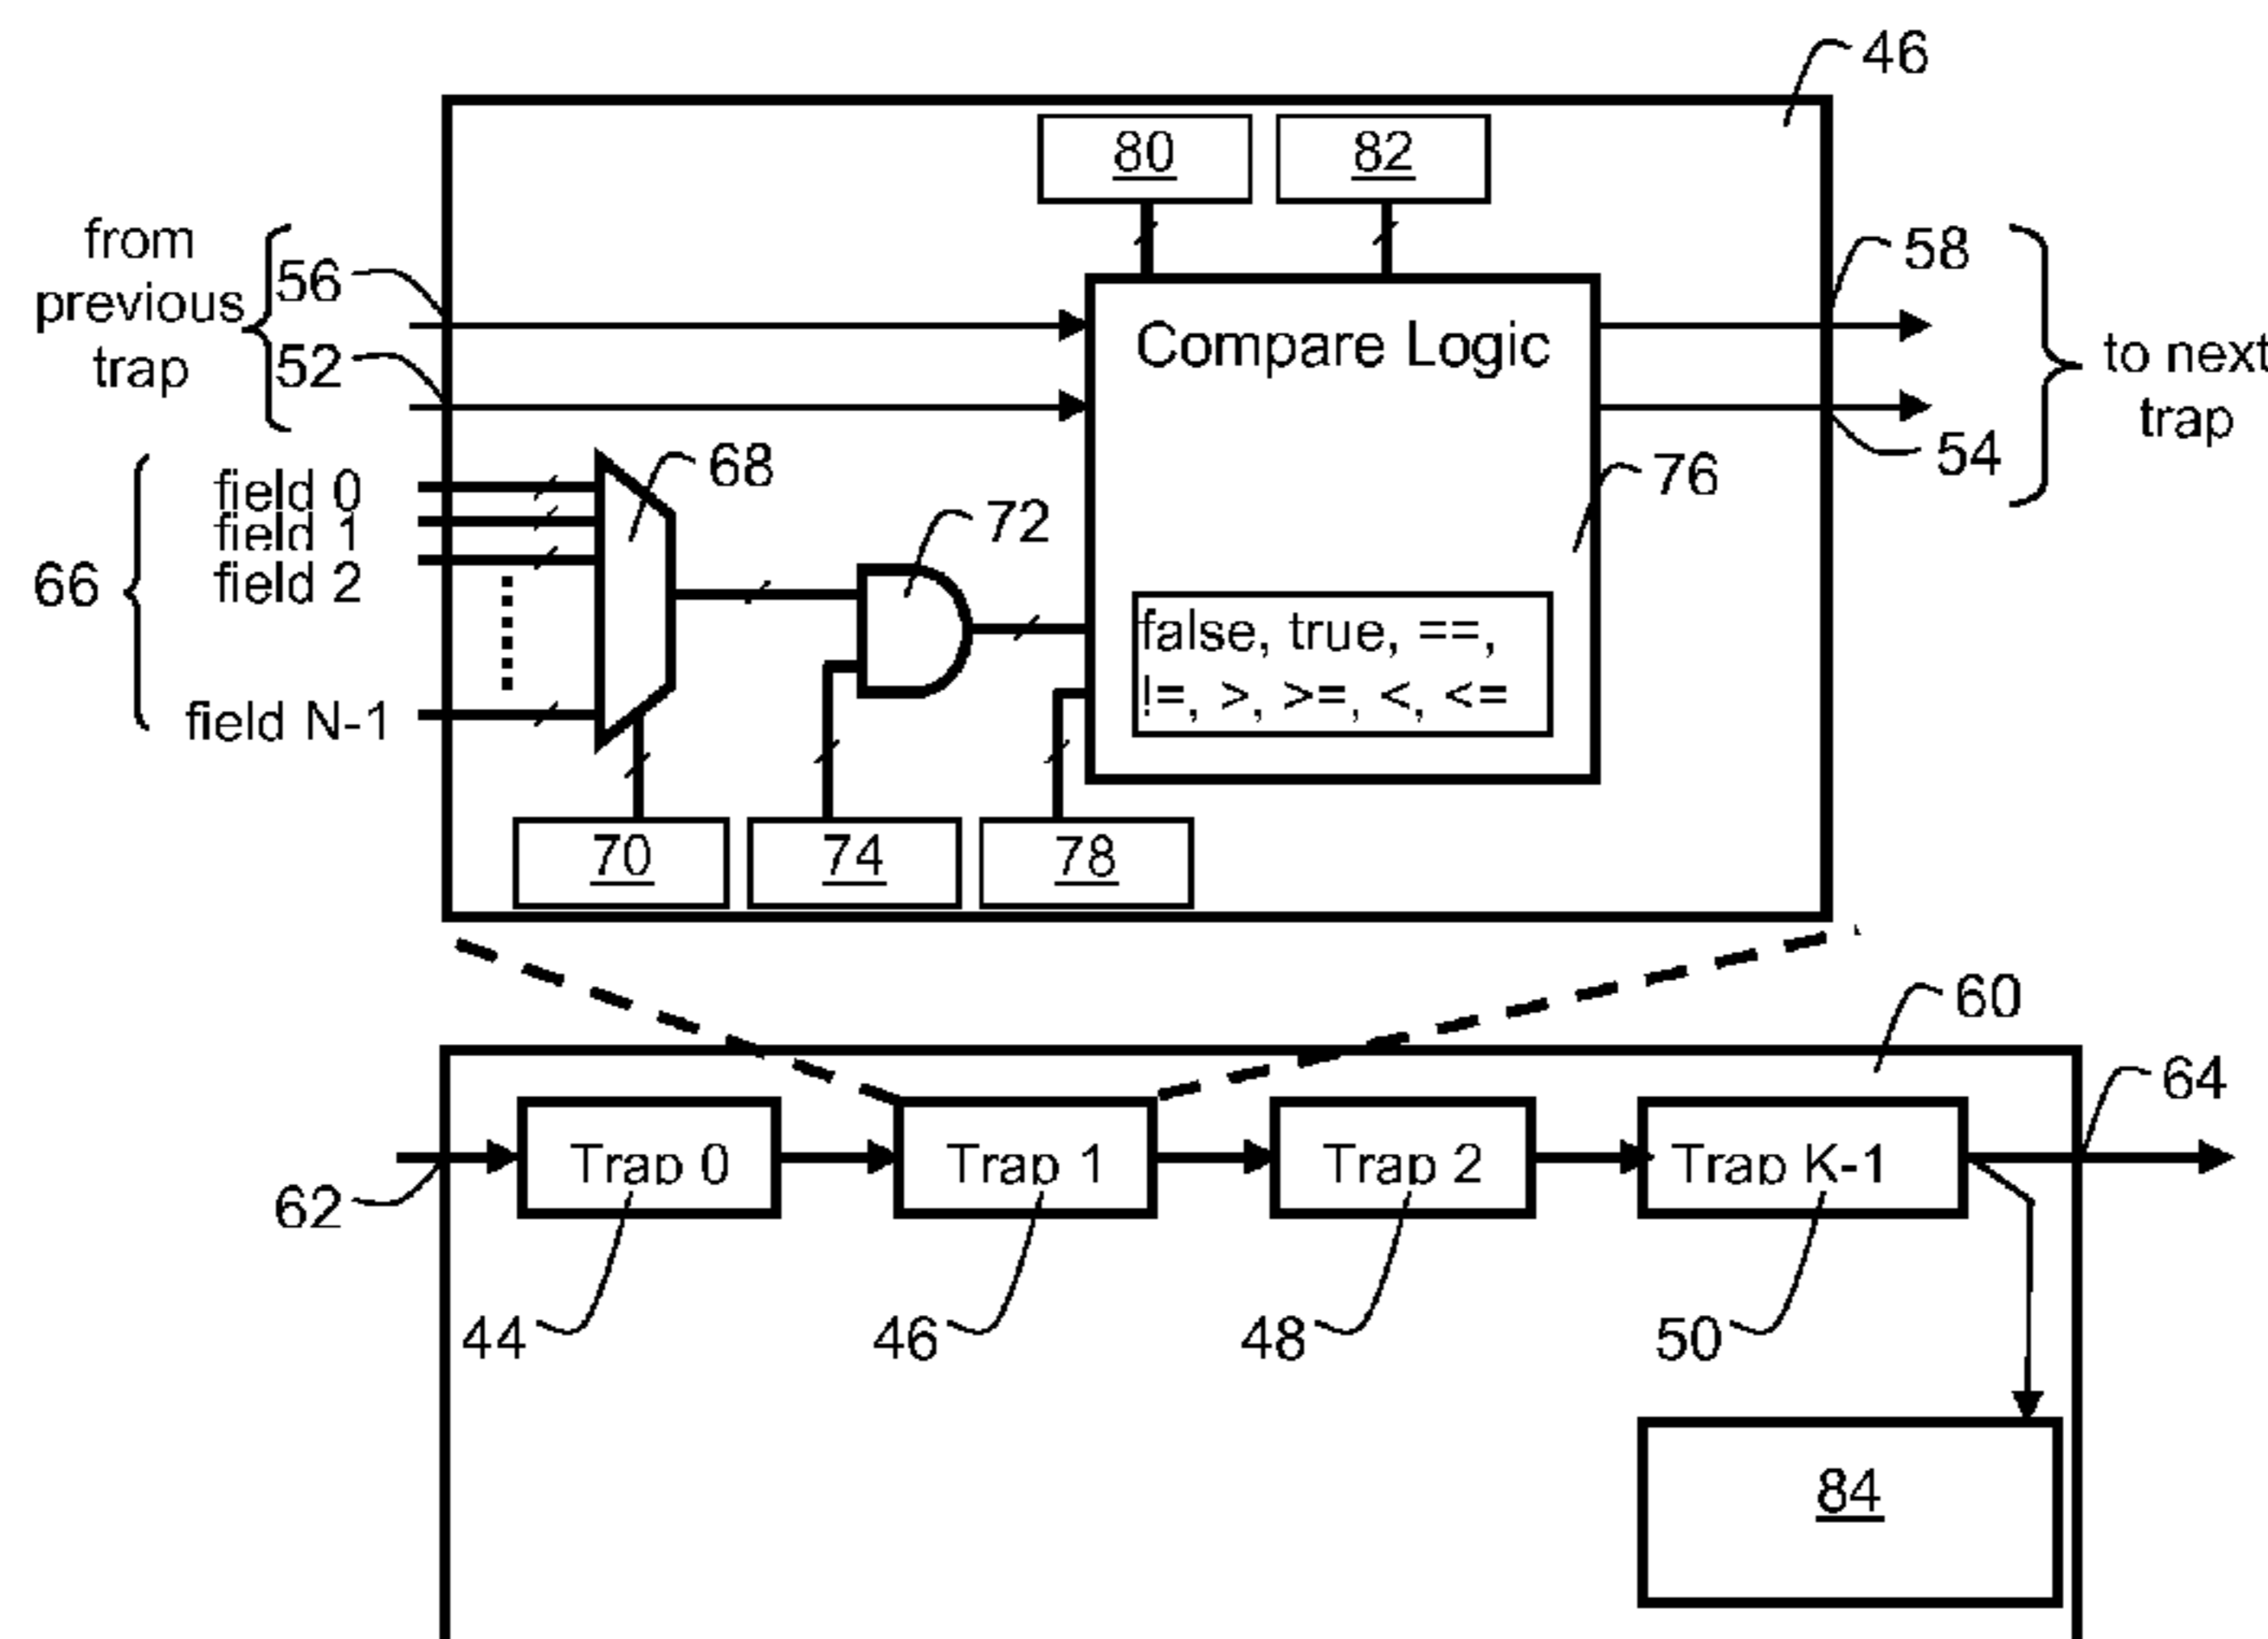 46
80
82
from
previous
trap
56
52
58
54
to next
trap
Compare Logic
76
66
field 0
field 1
field 2
field N-1
68
72
false, true, ==,
!=, >, >=, <, <=
70
74
78
60
64
62
Trap 0
Trap 1
Trap 2
Trap K-1
44
46
48
50
84